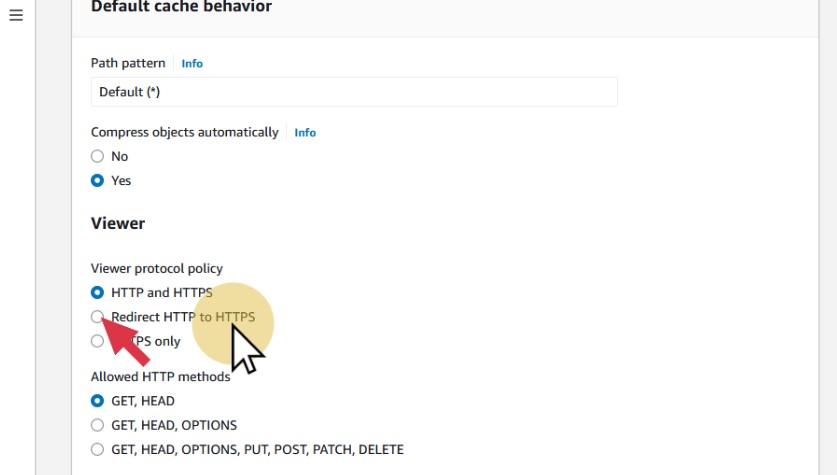 Default cache behavior
Path pattern Info
Default (*)
Compress objects automatically Info
No
Yes
Viewer
Viewer protocol policy
HTTP and HTTPS
Redirect HTTP to HTTPS
PS only
Allowed HTTP methods
GET, HEAD
GET, HEAD, OPTIONS
GET, HEAD, OPTIONS, PUT, POST, PATCH, DELETE